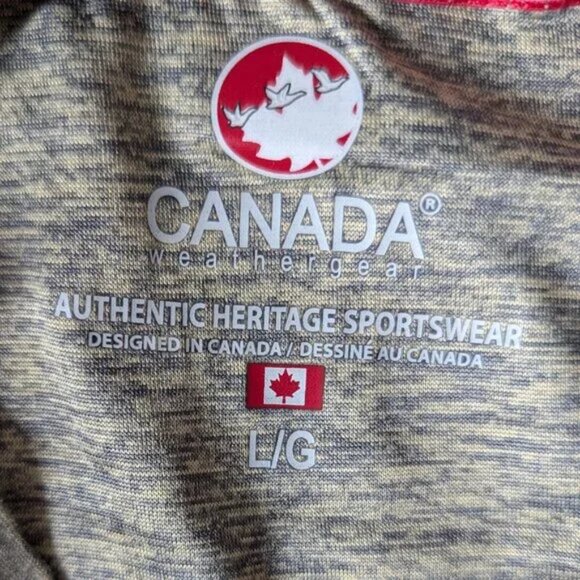 CANADA®
weathergear
AUTHENTIC HERITAGE SPORTSWEAR
DESIGNED IN CANADA / DESSINÉ AU CANADA
L/G